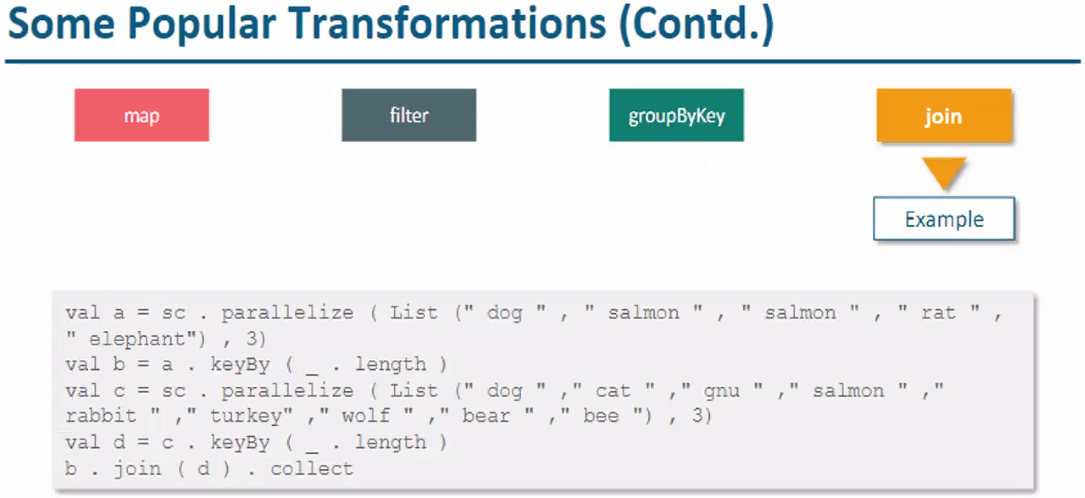 Some Popular Transformations (Contd.)
map
filter
groupByKey
join
Example
val a = sc . parallelize ( List (" dog " , " salmon " , " salmon " , " rat " ,
" elephant") , 3)
val b = a . keyBy ( _ . length )
val c = sc . parallelize ( List (" dog " ," cat " ," gnu " ," salmon " ,"
rabbit " ," turkey" ," wolf " ," bear " ," bee ") , 3)
val d = c . keyBy ( _ . length )
b . join ( d ) . collect